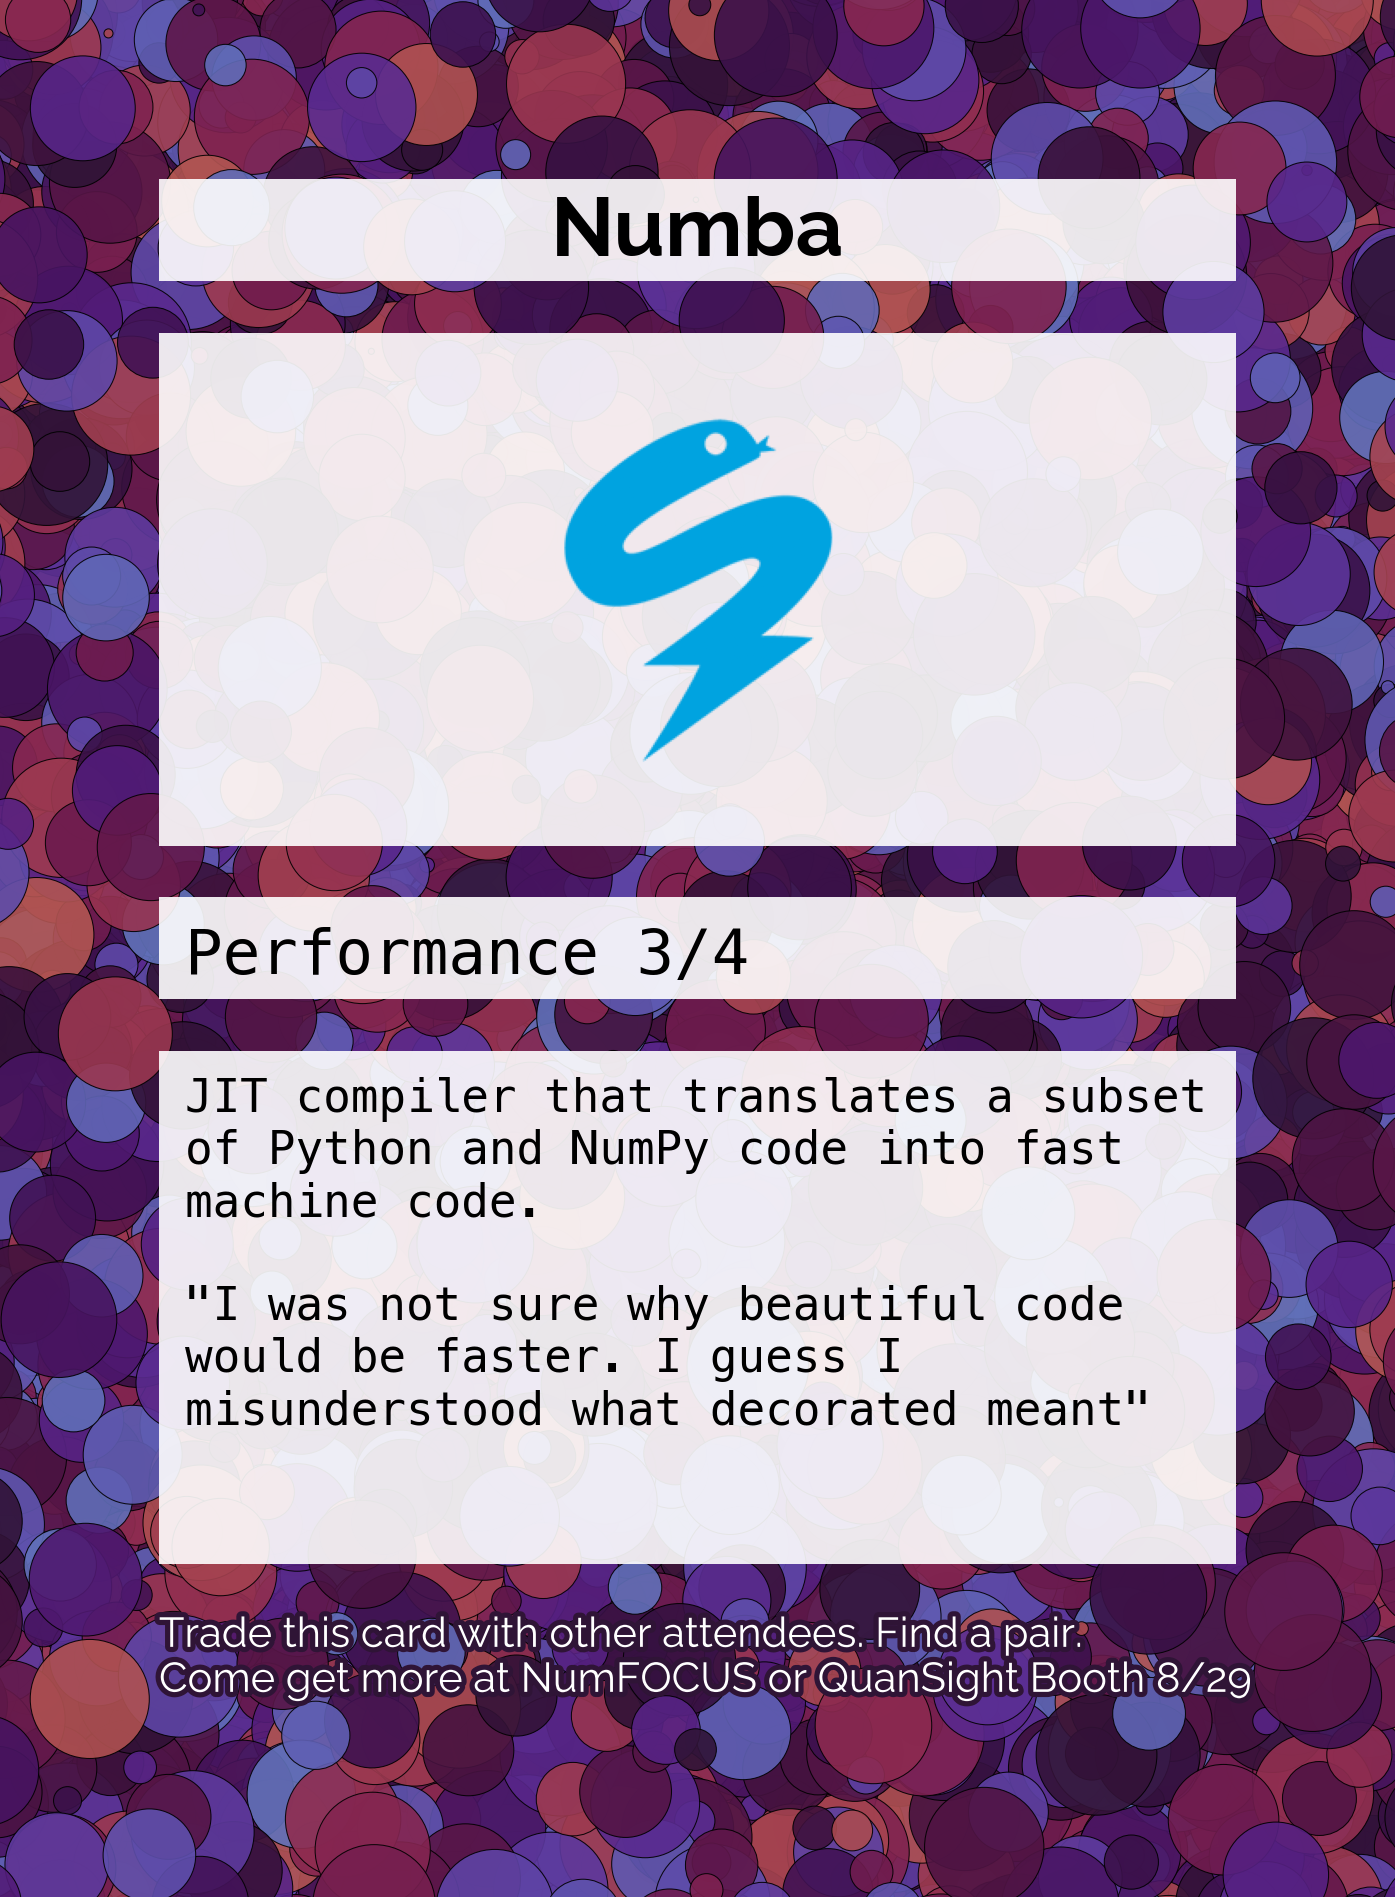 Numba
Performance 3/4
JIT compiler that translates a subset
of Python and NumPy code into fast
machine code.
"I was not sure why beautiful code
would be faster. I guess I
misunderstood what decorated meant"
Trade this card with other attendees. Find a pair.
Come get more at NumFOCUS or QuanSight Booth 8/29